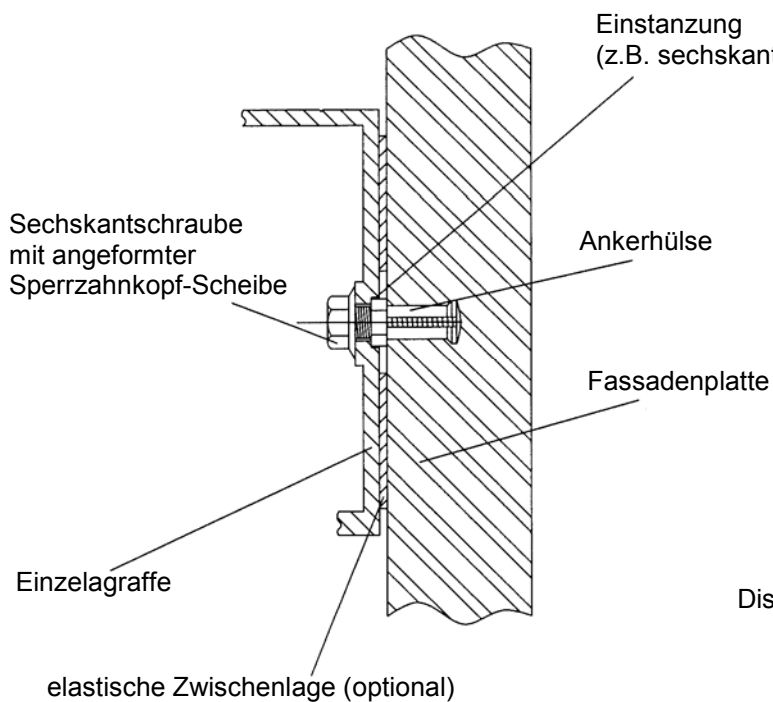 Einstanzung
(z.B. sechskant
Sechskantschraube
mit angeformter
Sperrzahnkopf-Scheibe
Ankerhülse
Fassadenplatte
Einzelagraffe
Dis
elastische Zwischenlage (optional)